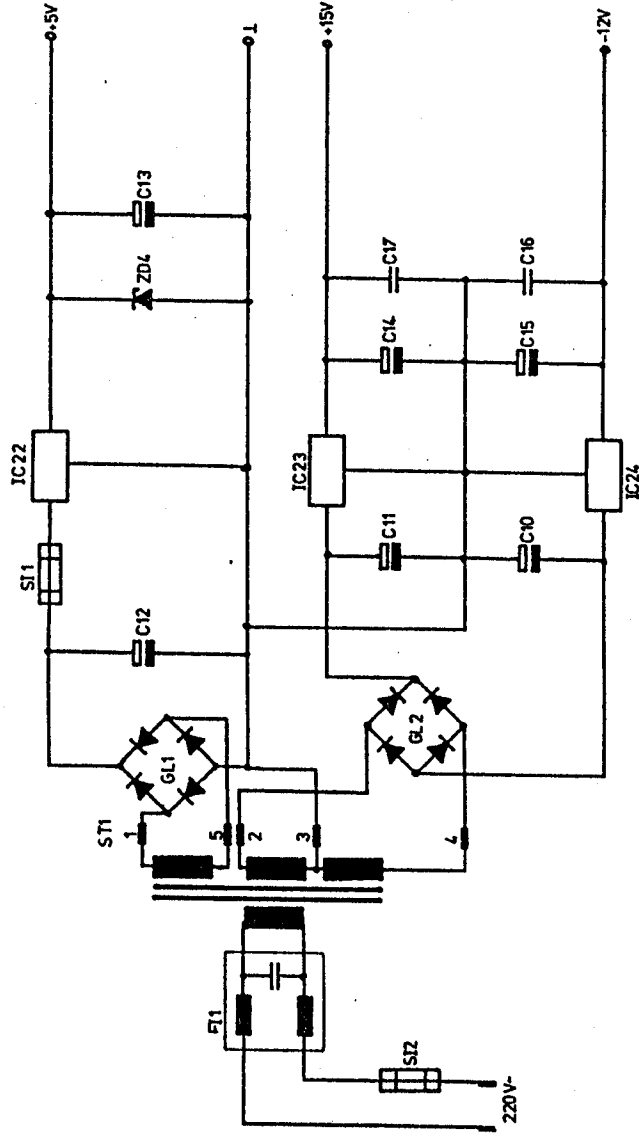 +5V
⊥
+15V
-12V
C13
ZD4
C17
C16
C14
C15
IC22
IC23
IC24
SI1
C11
C10
C12
GL1
GL2
ST1
1
5
2
3
4
FI1
SI2
220V~